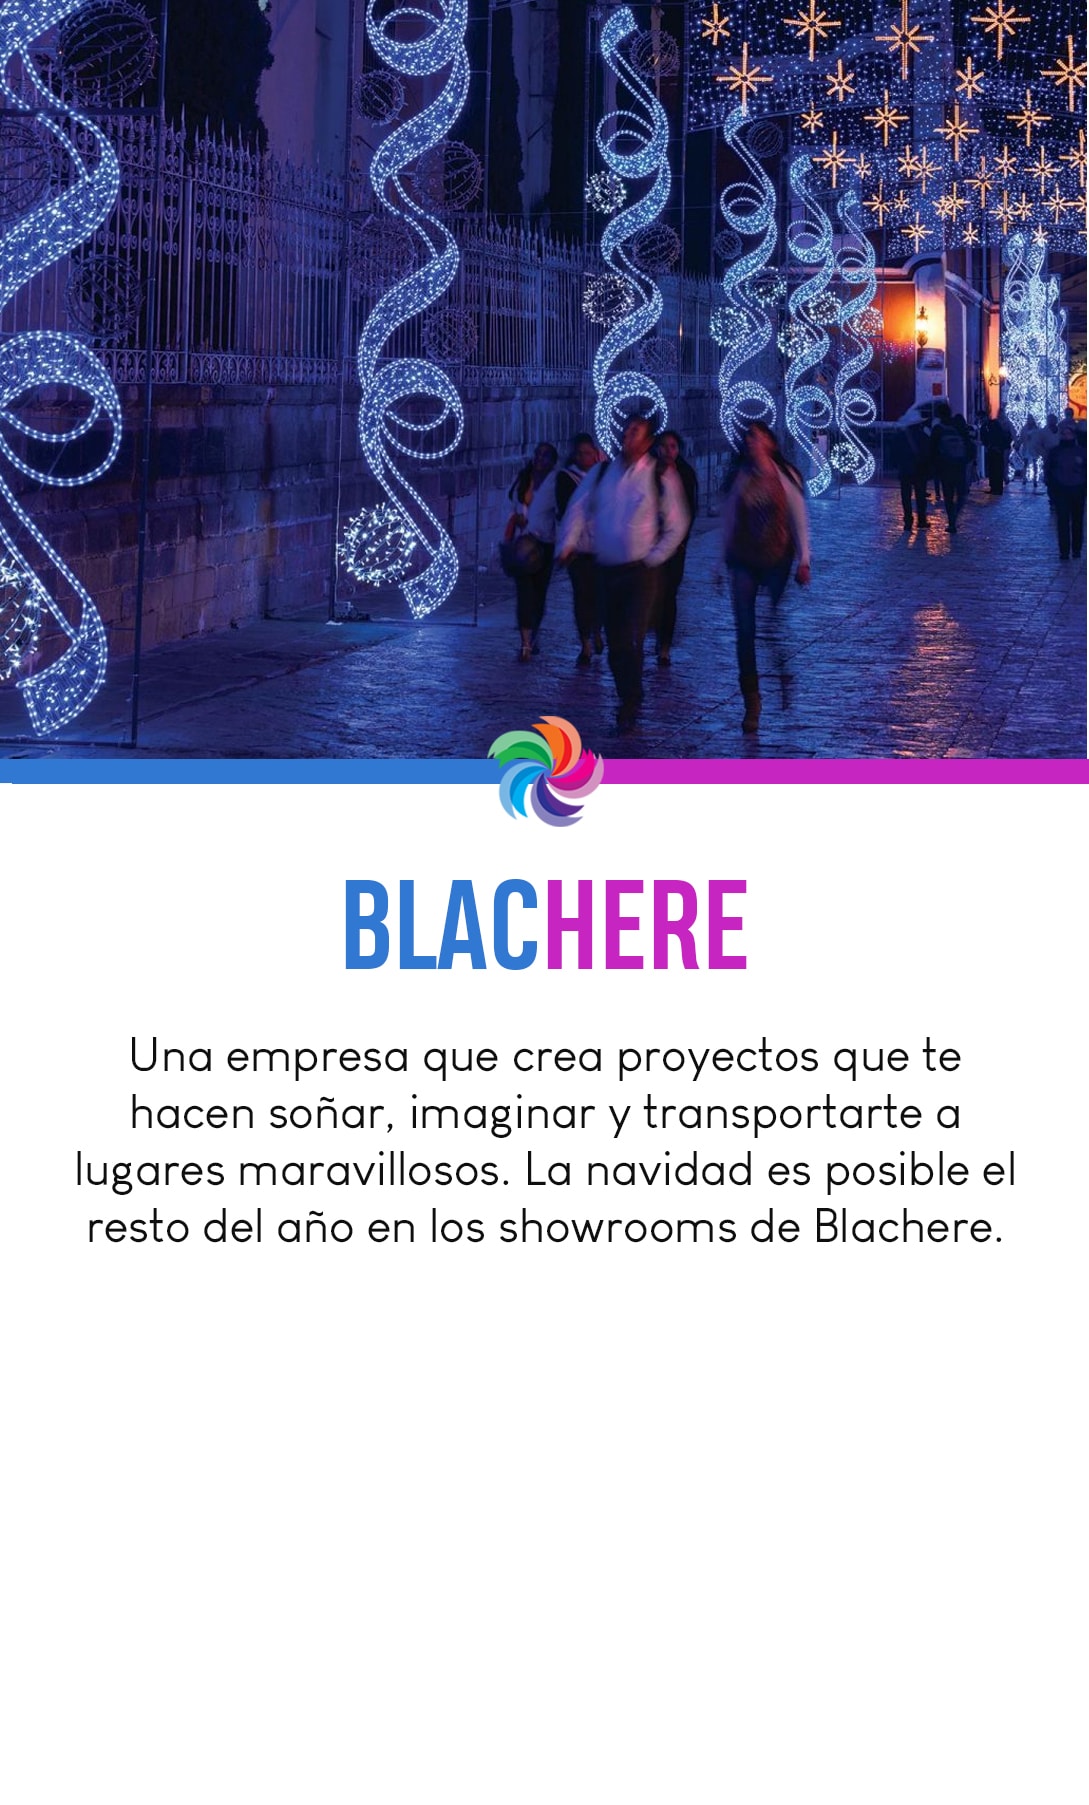 BLACHERE
Una empresa que crea proyectos que te
hacen soñar, imaginar y transportarte a
lugares maravillosos. La navidad es posible el
resto del año en los showrooms de Blachere.